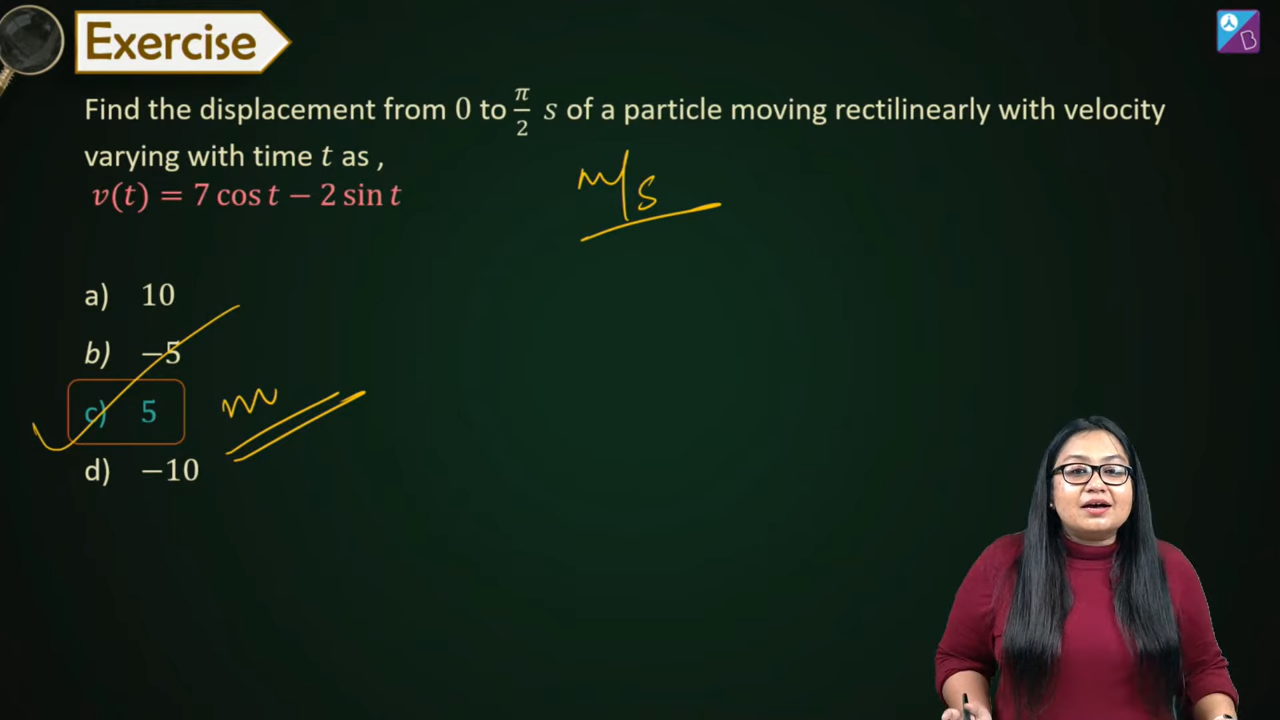 Exercise
Find the displacement from 0 to π/2 s of a particle moving rectilinearly with velocity
varying with time t as ,
v(t) = 7 cos t − 2 sin t
m/s
a) 10
b) −5
c) 5 m
d) −10
B